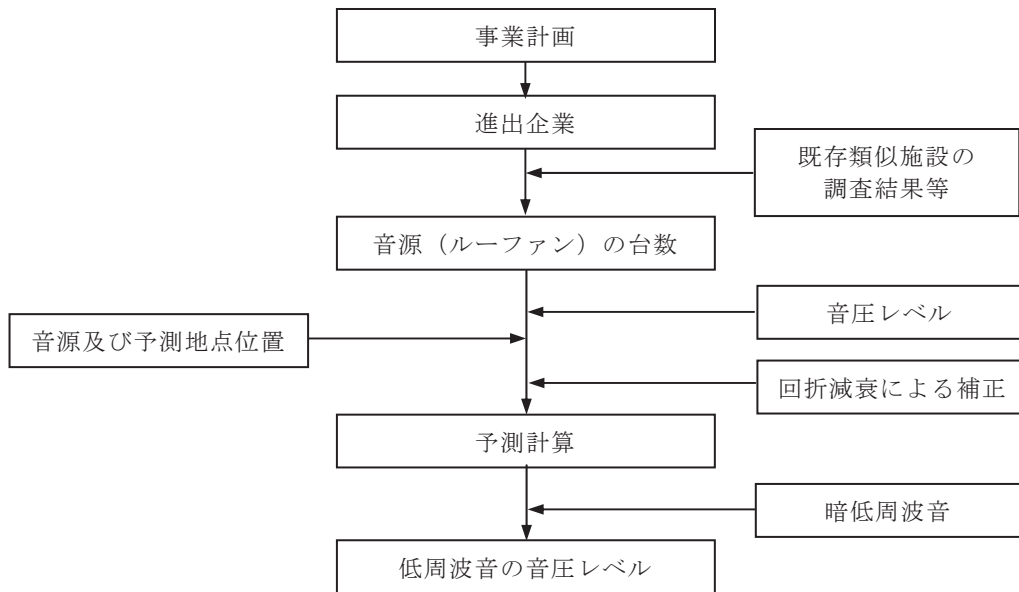 事業計画
進出企業
既存類似施設の
調査結果等
音源（ルーファン）の台数
音圧レベル
音源及び予測地点位置
回折減衰による補正
予測計算
暗低周波音
低周波音の音圧レベル